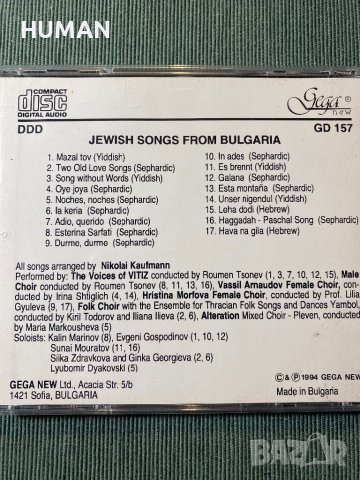 HUMAN
COMPACT
disc
DIGITAL AUDIO
Gega ®
new
DDD
GD 157
JEWISH SONGS FROM BULGARIA
1. Mazal tov (Yiddish)
2. Two Old Love Songs (Sephardic)
3. Song without Words (Yiddish)
4. Oye joya (Sephardic)
5. Noches, noches (Sephardic)
6. Ia keria (Sephardic)
7. Adio, querido (Sephardic)
8. Esterina Sarfati (Sephardic)
9. Durme, durme (Sephardic)
10. In ades (Sephardic)
11. Es brennt (Yiddish)
12. Galana (Sephardic)
13. Esta montaña (Sephardic)
14. Unser nigendul (Yiddish)
15. Leha dodi (Hebrew)
16. Haggadah - Paschal Song (Sephardic)
17. Hava na gila (Hebrew)
All songs arranged by Nikolai Kaufmann
Performed by: The Voices of VITIZ conducted by Roumen Tsonev (1, 3, 7, 10, 12, 15), Male
Choir conducted by Roumen Tsonev (8, 11, 13, 16), Vassil Arnaudov Female Choir, con-
ducted by Irina Shtiglich (4, 14), Hristina Morfova Female Choir, conducted by Prof. Lilia
Gyuleva (9, 17), Folk Choir with the Ensemble for Thracian Folk Songs and Dances Yambol,
conducted by Kiril Todorov and Iliana Ilieva (2, 6), Alteration Mixed Choir - Pleven, conducted
by Maria Markousheva (5)
Soloists: Kalin Marinov (8), Evgeni Gospodinov (1, 10, 12, 15)
Sunai Mouratov (11, 16)
Siika Zdravkova and Ginka Georgieva (2, 6)
Lyubomir Dyakovski (5)
GEGA NEW Ltd., Acacia Str. 5/b
1421 Sofia, BULGARIA
© & ℗ 1994 GEGA NEW
Made in Bulgaria
BAZAR